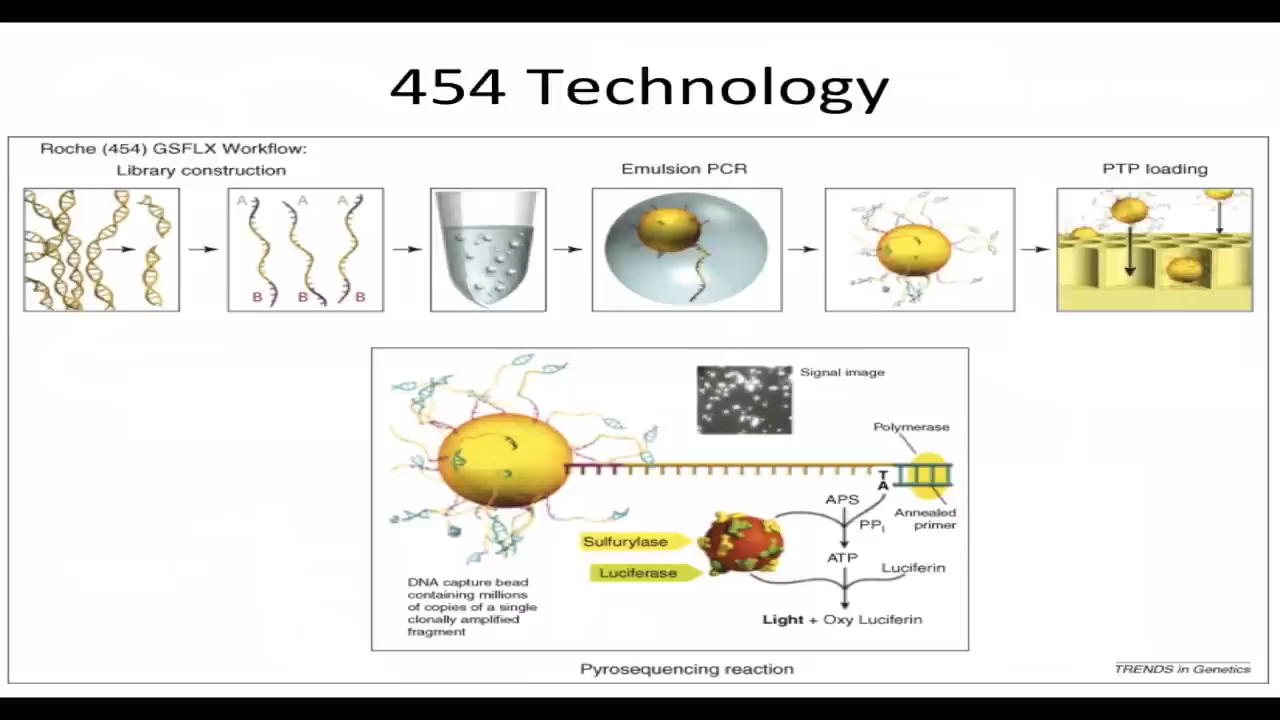 454 Technology
Roche (454) GSFLX Workflow:
Library construction
Emulsion PCR
PTP loading
A A A
B B B
Signal image
Polymerase
T
A
APS
Annealed
primer
PPi
Sulfurylase
ATP
Luciferin
Luciferase
DNA capture bead
containing millions
of copies of a single
clonally amplified
fragment
Light + Oxy Luciferin
Pyrosequencing reaction
TRENDS in Genetics